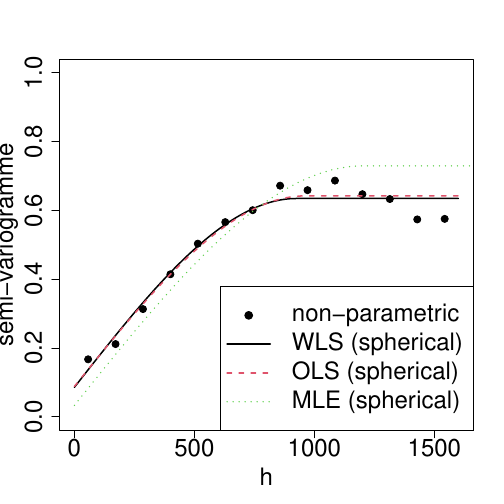 semi−variogramme
1.0
0.8
0.6
0.4
0.2
0.0
non−parametric
WLS (spherical)
OLS (spherical)
MLE (spherical)
0 500 1000 1500
h